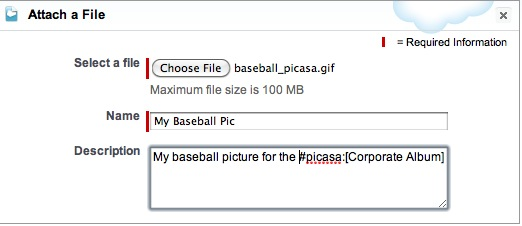 Attach a File
= Required Information
Select a file Choose File baseball_picasa.gif
Maximum file size is 100 MB
Name My Baseball Pic
Description My baseball picture for the #picasa:[Corporate Album]